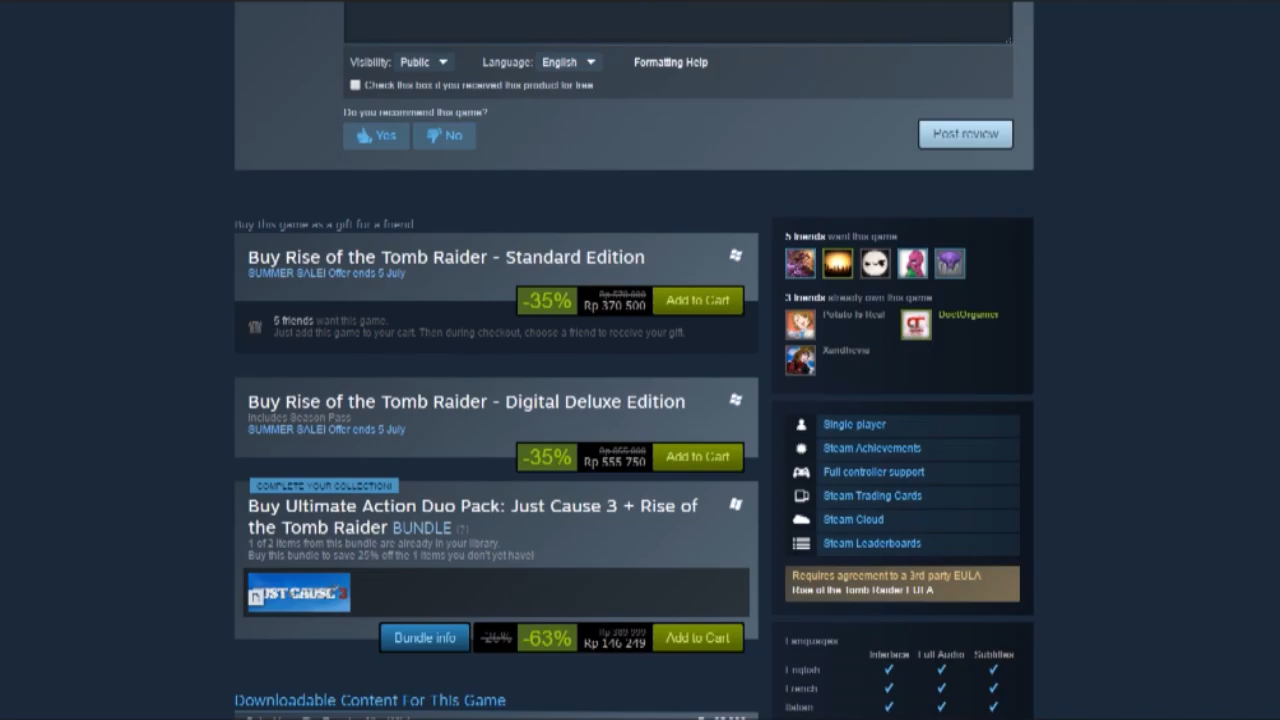 Visibility: Public Language: English Formatting Help
Check this box if you received this product for free
Do you recommend this game?
Yes No Post review
Buy this game as a gift for a friend
Buy Rise of the Tomb Raider - Standard Edition
SUMMER SALE! Offer ends 5 July
-35% Rp 570 000 Rp 370 500 Add to Cart
5 friends want this game.
Just add this game to your cart. Then during checkout, choose a friend to receive your gift.
Buy Rise of the Tomb Raider - Digital Deluxe Edition
Includes Season Pass
SUMMER SALE! Offer ends 5 July
-35% Rp 855 000 Rp 555 750 Add to Cart
COMPLETE YOUR COLLECTION!
Buy Ultimate Action Duo Pack: Just Cause 3 + Rise of
the Tomb Raider BUNDLE (?)
1 of 2 items from this bundle are already in your library.
Buy this bundle to save 25% off the 1 items you don't yet have!
JUST CAUSE 3
Bundle info -63% Rp 146 249 Add to Cart
Downloadable Content For This Game
5 friends want this game
3 friends already own this game
Potato Is Real DoctOrgamer
Xandhevia
Single player
Steam Achievements
Full controller support
Steam Trading Cards
Steam Cloud
Steam Leaderboards
Requires agreement to a 3rd party EULA
Rise of the Tomb Raider EULA
Languages
Interface Full Audio Subtitles
English
French
Italian